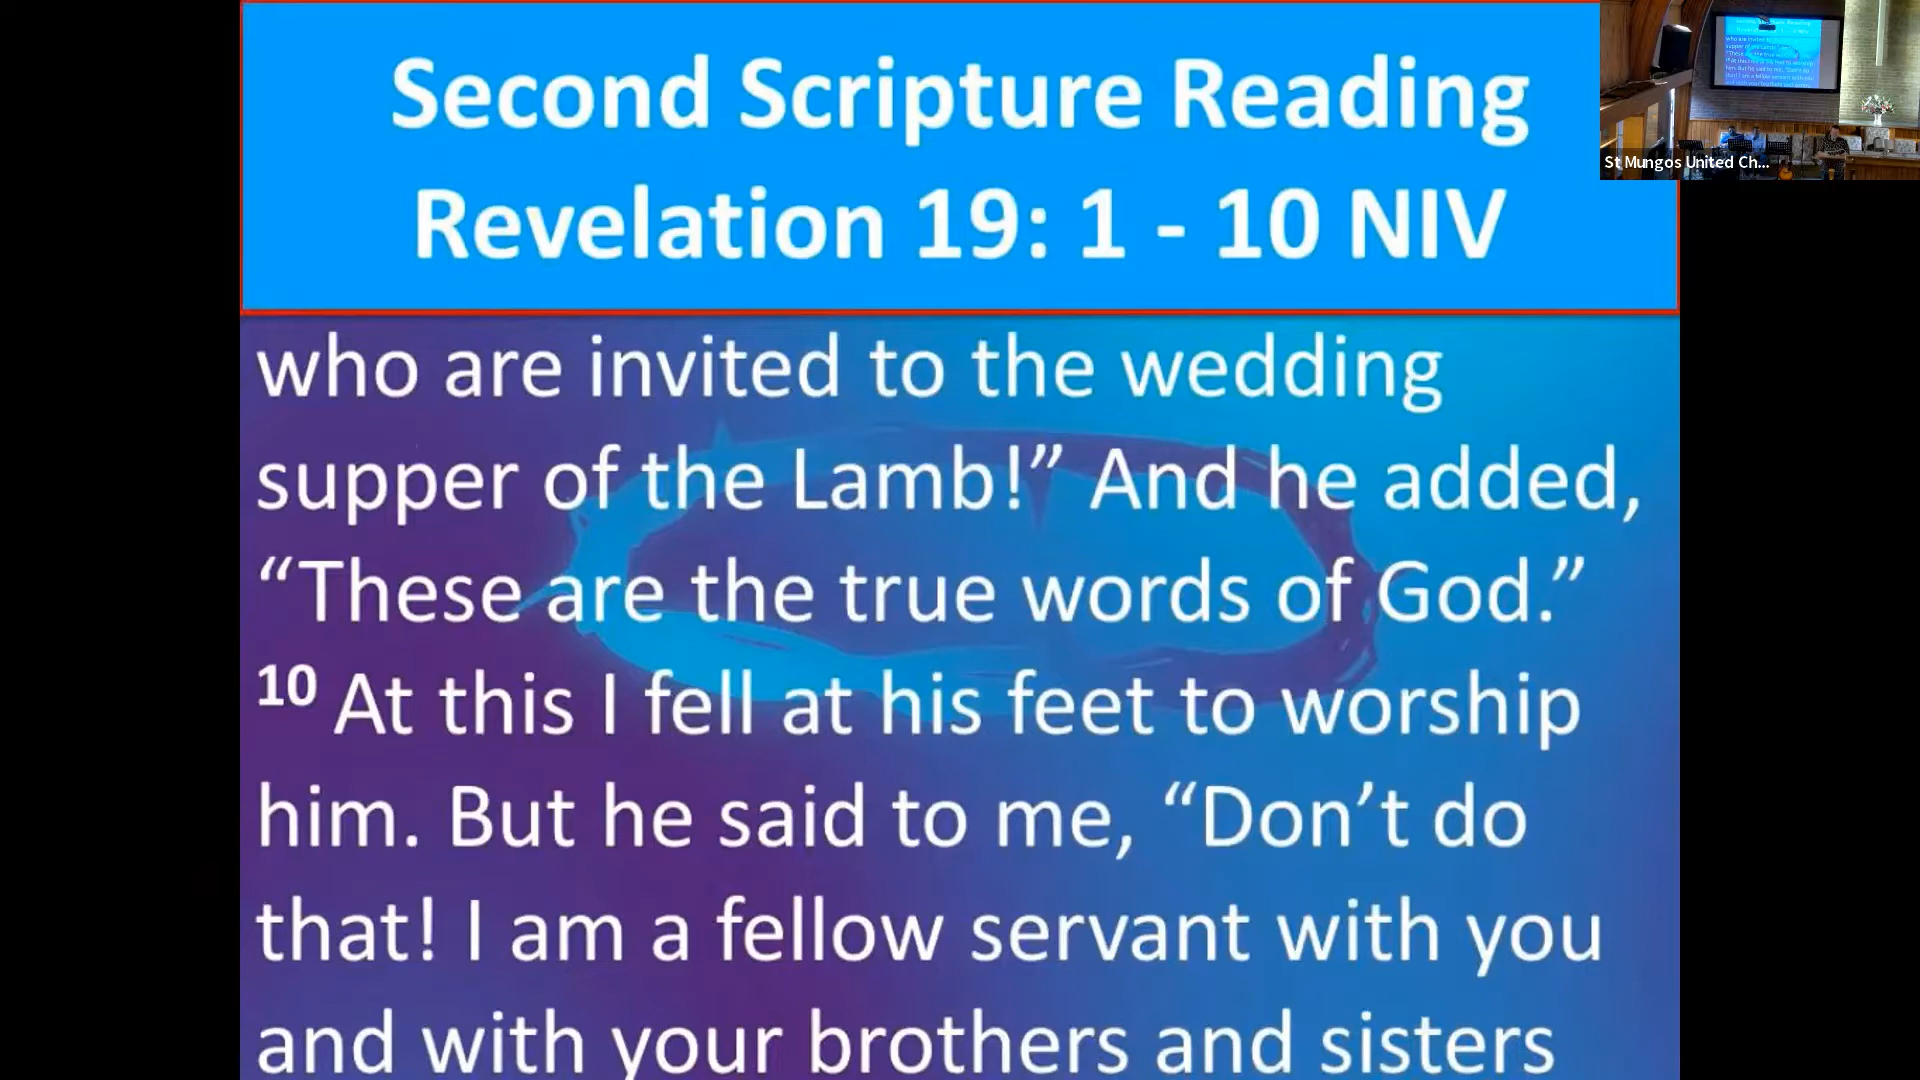 Second Scripture Reading
Revelation 19: 1 - 10 NIV
who are invited to the wedding
supper of the Lamb!” And he added,
“These are the true words of God.”
10 At this I fell at his feet to worship
him. But he said to me, “Don’t do
that! I am a fellow servant with you
and with your brothers and sisters
St Mungos United Ch...